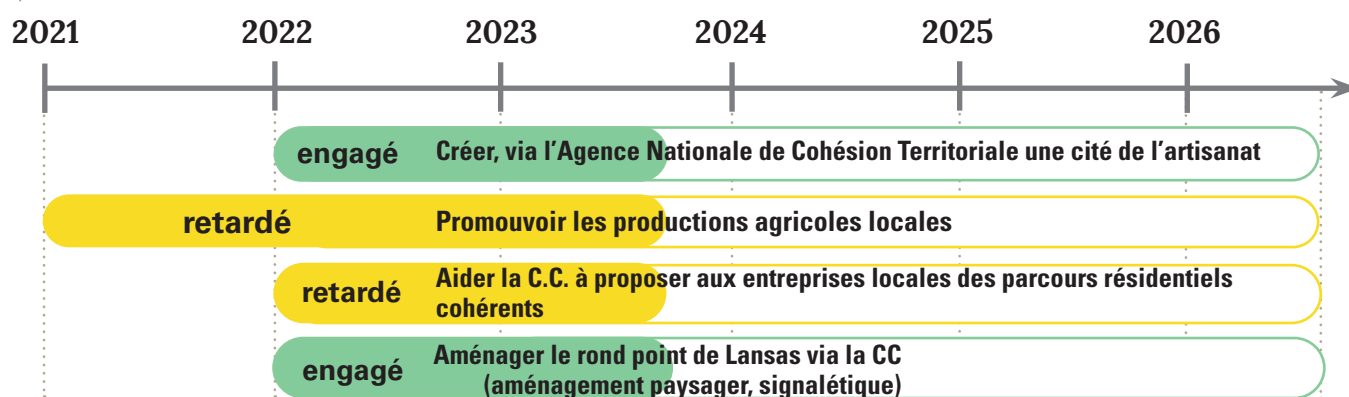 2021 2022 2023 2024 2025 2026
engagé Créer, via l'Agence Nationale de Cohésion Territoriale une cité de l'artisanat
retardé Promouvoir les productions agricoles locales
retardé Aider la C.C. à proposer aux entreprises locales des parcours résidentiels
cohérents
engagé Aménager le rond point de Lansas via la CC
(aménagement paysager, signalétique)